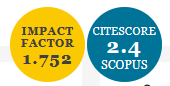 IMPACT
FACTOR
1.752
CITESCORE
2.4
SCOPUS